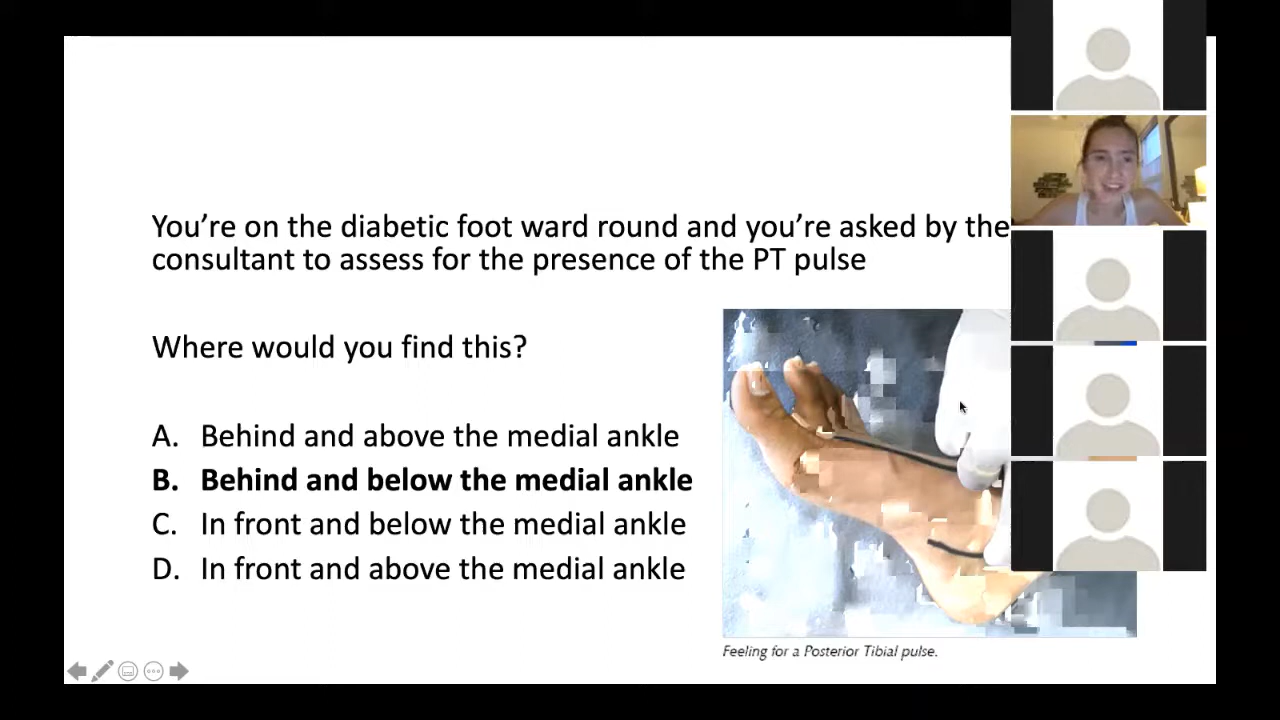 You're on the diabetic foot ward round and you're asked by the
consultant to assess for the presence of the PT pulse
Where would you find this?
A. Behind and above the medial ankle
B. Behind and below the medial ankle
C. In front and below the medial ankle
D. In front and above the medial ankle
Feeling for a Posterior Tibial pulse.